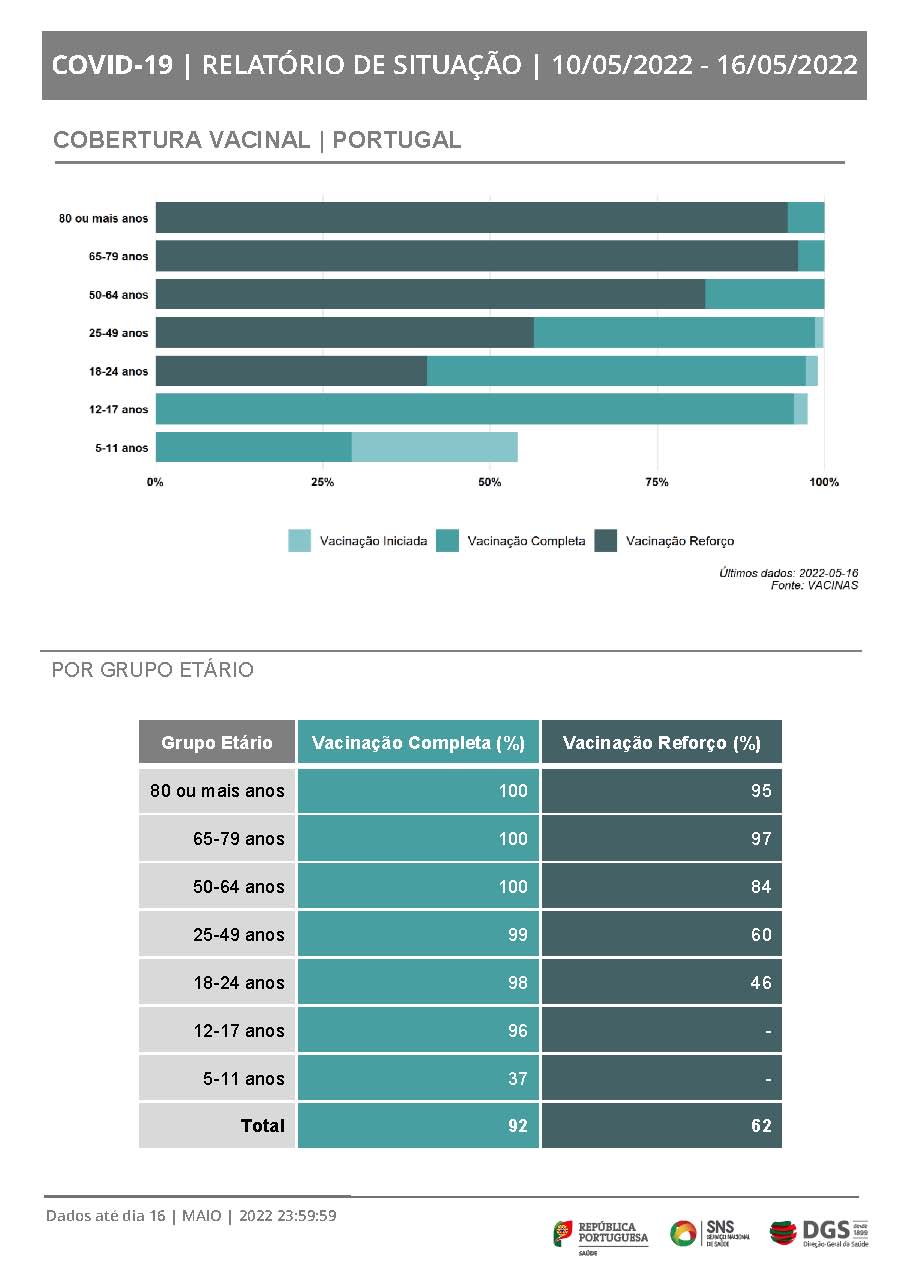 COVID-19 | RELATÓRIO DE SITUAÇÃO | 10/05/2022 - 16/05/2022
COBERTURA VACINAL | PORTUGAL
80 ou mais anos
65-79 anos
50-64 anos
25-49 anos
18-24 anos
12-17 anos
5-11 anos
0% 25% 50% 75% 100%
Vacinação Iniciada Vacinação Completa Vacinação Reforço
Últimos dados: 2022-05-16
Fonte: VACINAS
POR GRUPO ETÁRIO
Grupo Etário Vacinação Completa (%) Vacinação Reforço (%)
80 ou mais anos 100 95
65-79 anos 100 97
50-64 anos 100 84
25-49 anos 99 60
18-24 anos 98 46
12-17 anos 96 -
5-11 anos 37 -
Total 92 62
Dados até dia 16 | MAIO | 2022 23:59:59
REPÚBLICA
PORTUGUESA
SAÚDE
SNS
SERVIÇO NACIONAL
DE SAÚDE
DGS desde
1899
Direção-Geral da Saúde